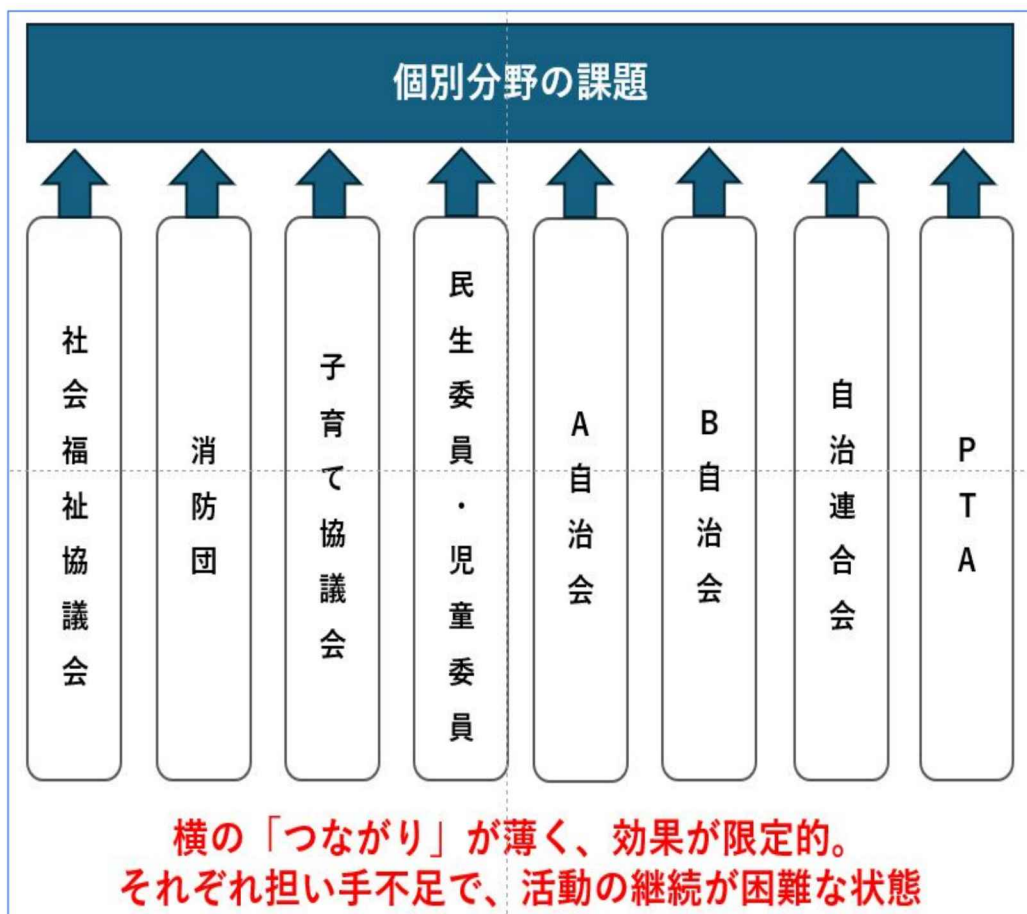 個別分野の課題
社会福祉協議会
消防団
子育て協議会
民生委員・児童委員
A自治会
B自治会
自治連合会
PTA
横の「つながり」が薄く、効果が限定的。
それぞれ担い手不足で、活動の継続が困難な状態